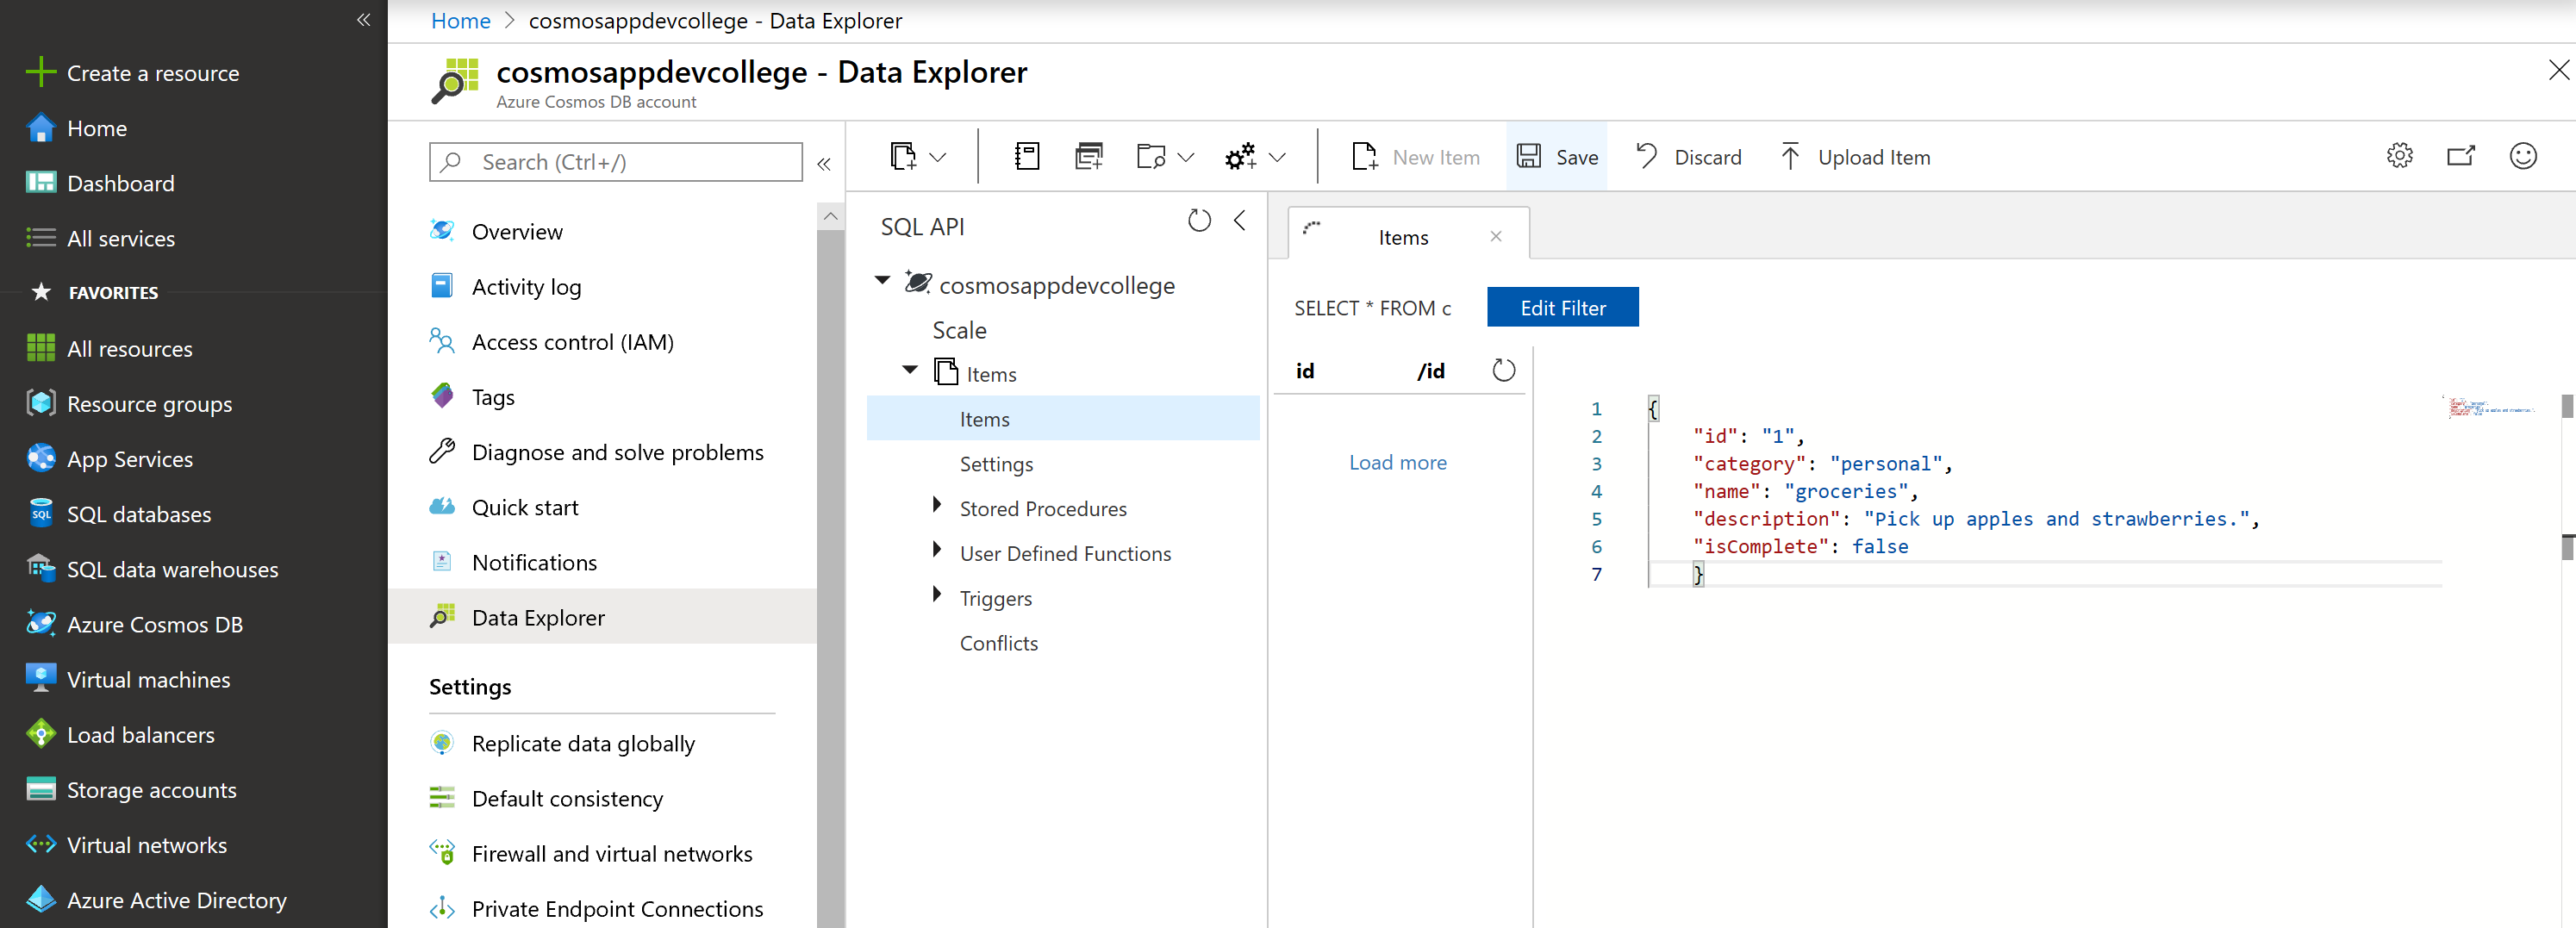 Home > cosmosappdevcollege - Data Explorer
Create a resource
Home
Dashboard
All services
FAVORITES
All resources
Resource groups
App Services
SQL databases
SQL data warehouses
Azure Cosmos DB
Virtual machines
Load balancers
Storage accounts
Virtual networks
Azure Active Directory
cosmosappdevcollege - Data Explorer
Azure Cosmos DB account
Search (Ctrl+/)
Overview
Activity log
Access control (IAM)
Tags
Diagnose and solve problems
Quick start
Notifications
Data Explorer
Settings
Replicate data globally
Default consistency
Firewall and virtual networks
Private Endpoint Connections
New Item
Save
Discard
Upload Item
SQL API
cosmosappdevcollege
Scale
Items
Items
Settings
Stored Procedures
User Defined Functions
Triggers
Conflicts
Items
SELECT * FROM c
Edit Filter
id /id
Load more
1 {
2 "id": "1",
3 "category": "personal",
4 "name": "groceries",
5 "description": "Pick up apples and strawberries.",
6 "isComplete": false
7 }